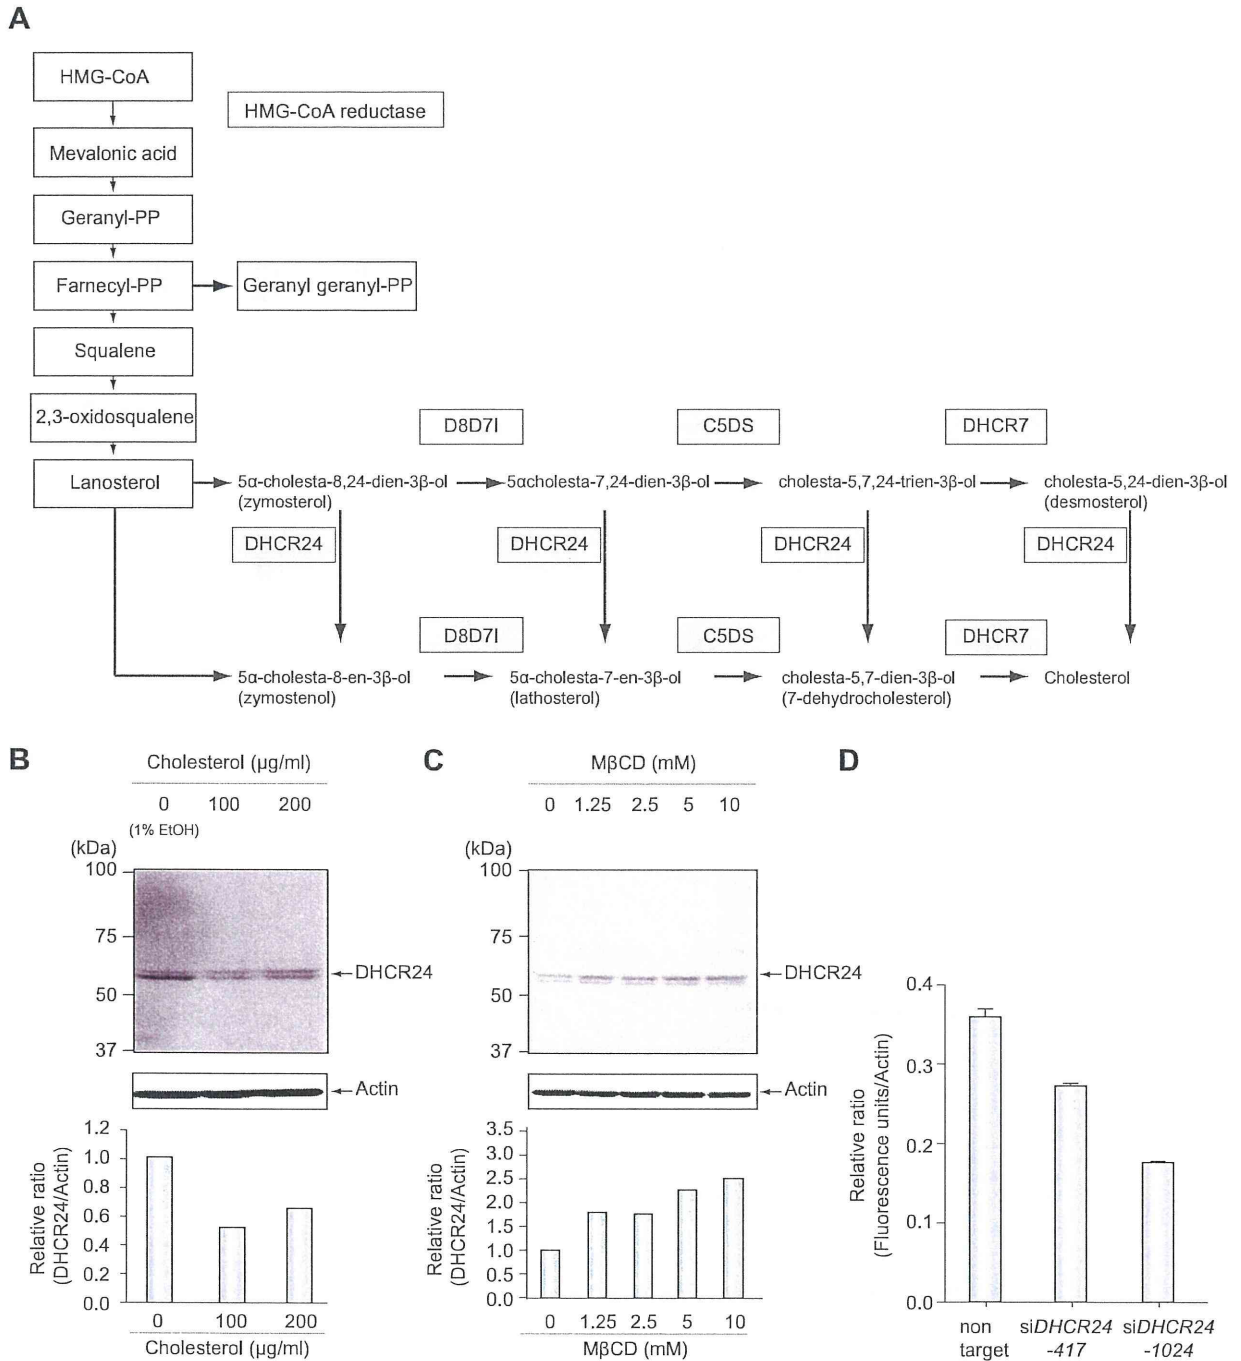 A
HMG-CoA
HMG-CoA reductase
Mevalonic acid
Geranyl-PP
Farnecyl-PP
Geranyl geranyl-PP
Squalene
2,3-oxidosqualene
D8D7I
C5DS
DHCR7
Lanosterol
5α-cholesta-8,24-dien-3β-ol
(zymosterol)
5αcholesta-7,24-dien-3β-ol
cholesta-5,7,24-trien-3β-ol
cholesta-5,24-dien-3β-ol
(desmosterol)
DHCR24
DHCR24
DHCR24
DHCR24
D8D7I
C5DS
DHCR7
5α-cholesta-8-en-3β-ol
(zymostenol)
5α-cholesta-7-en-3β-ol
(lathosterol)
cholesta-5,7-dien-3β-ol
(7-dehydrocholesterol)
Cholesterol
B
Cholesterol (µg/ml)
0 100 200
(1% EtOH)
(kDa)
100
75
50
37
DHCR24
Actin
Relative ratio
(DHCR24/Actin)
1.2
1.0
0.8
0.6
0.4
0.2
0.0
0 100 200
Cholesterol (µg/ml)
C
MβCD (mM)
0 1.25 2.5 5 10
(kDa)
100
75
50
37
DHCR24
Actin
Relative ratio
(DHCR24/Actin)
3.5
3.0
2.5
2.0
1.5
1.0
0.5
0.0
0 1.25 2.5 5 10
MβCD (mM)
D
Relative ratio
(Fluorescence units/Actin)
0.4
0.3
0.2
0.1
0.0
non
target
siDHCR24
-417
siDHCR24
-1024